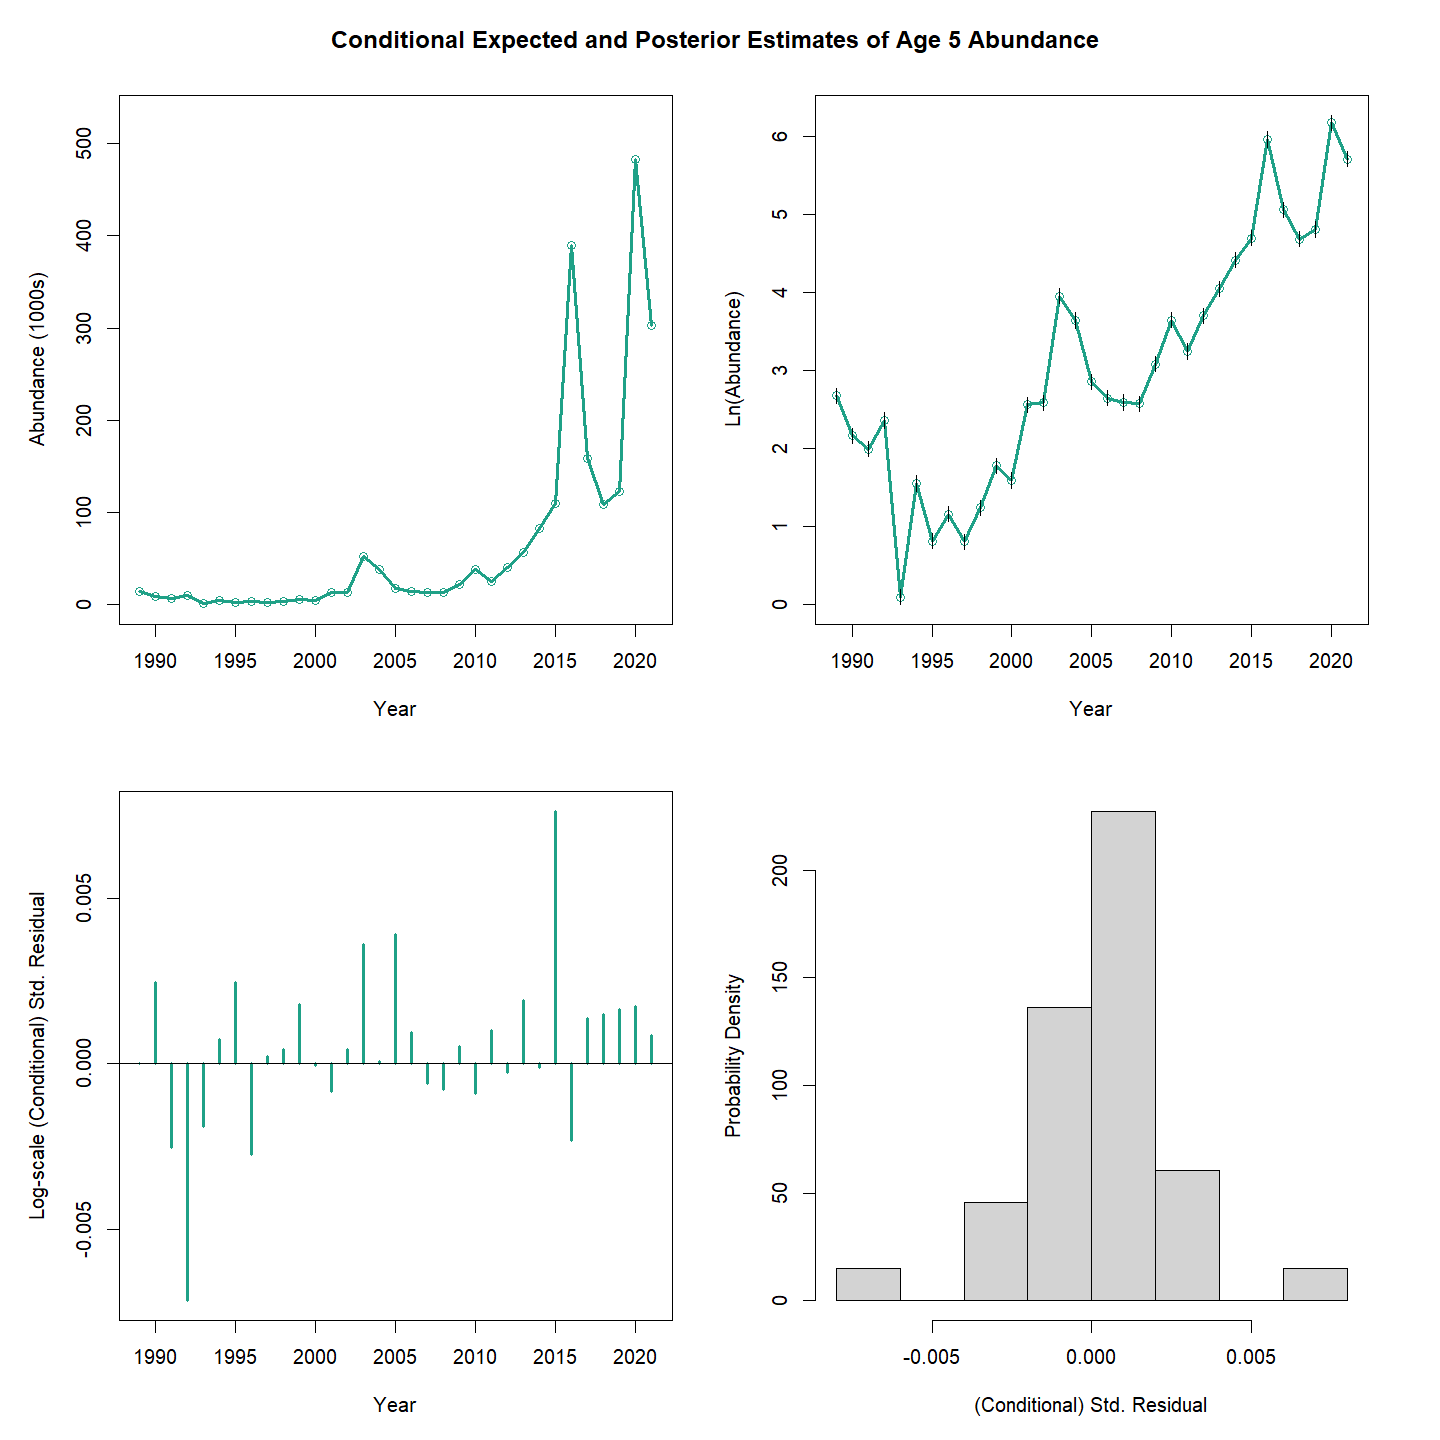 Conditional Expected and Posterior Estimates of Age 5 Abundance
Abundance (1000s)
500
400
300
200
100
0
1990 1995 2000 2005 2010 2015 2020
Year
Ln(Abundance)
6
5
4
3
2
1
0
1990 1995 2000 2005 2010 2015 2020
Year
Log-scale (Conditional) Std. Residual
0.005
0.000
-0.005
1990 1995 2000 2005 2010 2015 2020
Year
Probability Density
200
150
100
50
0
-0.005 0.000 0.005
(Conditional) Std. Residual